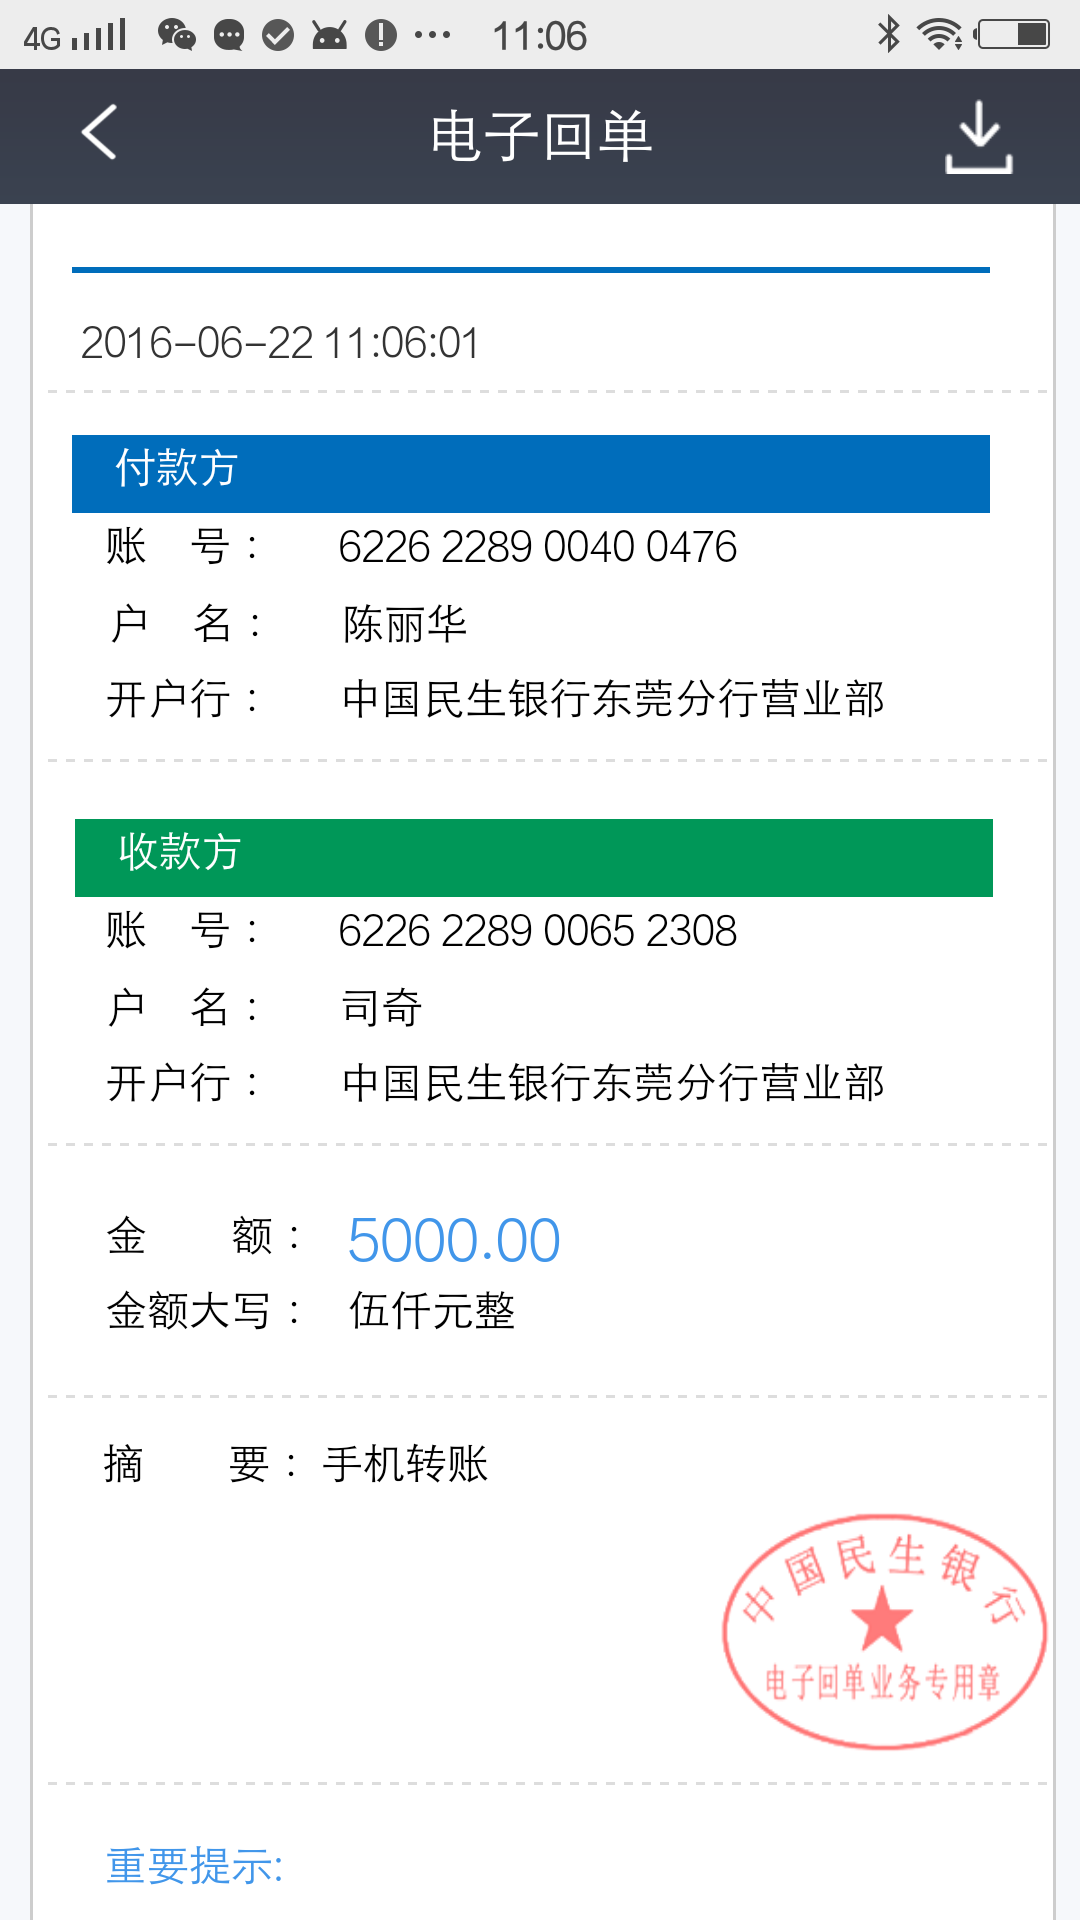 4G 11:06
电子回单
2016-06-22 11:06:01
付款方
账 号： 6226 2289 0040 0476
户 名： 陈丽华
开户行： 中国民生银行东莞分行营业部
收款方
账 号： 6226 2289 0065 2308
户 名： 司奇
开户行： 中国民生银行东莞分行营业部
金 额： 5000.00
金额大写： 伍仟元整
摘 要： 手机转账
中国民生银行
电子回单业务专用章
重要提示: